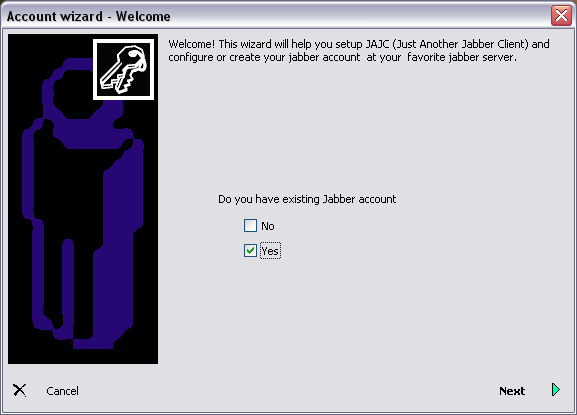 Account wizard - Welcome
Welcome! This wizard will help you setup JAJC (Just Another Jabber Client) and
configure or create your jabber account at your favorite jabber server.
Do you have existing Jabber account
No
Yes
Cancel
Next